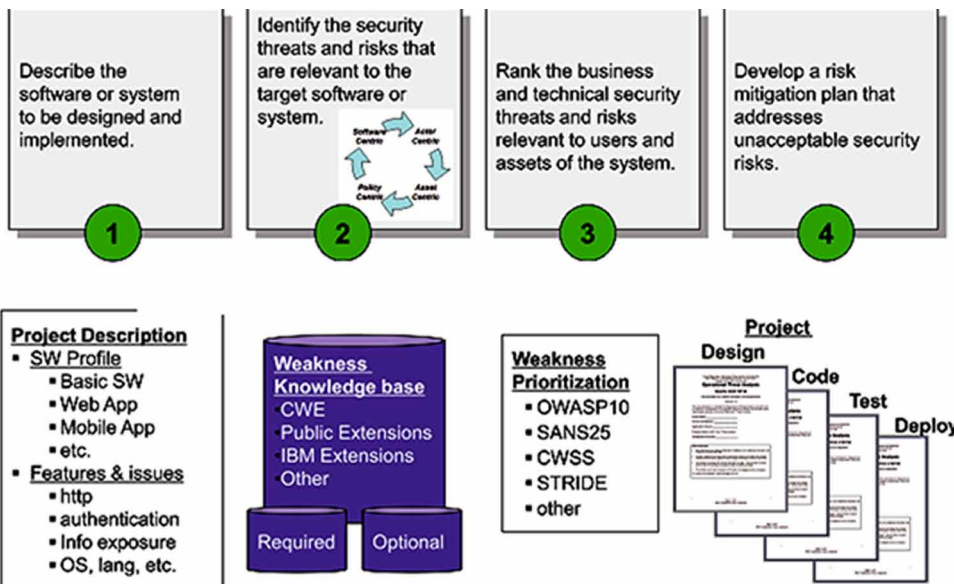 Describe the
software or system
to be designed and
implemented.
1
Identify the security
threats and risks that
are relevant to the
target software or
system.
Software
Centric
Actor
Centric
Policy
Centric
Asset
Centric
2
Rank the business
and technical security
threats and risks
relevant to users and
assets of the system.
3
Develop a risk
mitigation plan that
addresses
unacceptable security
risks.
4
Project Description
▪ SW Profile
▪ Basic SW
▪ Web App
▪ Mobile App
▪ etc.
▪ Features & issues
▪ http
▪ authentication
▪ Info exposure
▪ OS, lang, etc.
Weakness
Knowledge base
▪CWE
▪Public Extensions
▪IBM Extensions
▪Other
Required
Optional
Weakness
Prioritization
▪ OWASP10
▪ SANS25
▪ CWSS
▪ STRIDE
▪ other
Project
Design
Code
Test
Deploy
Operational Threat Analysis